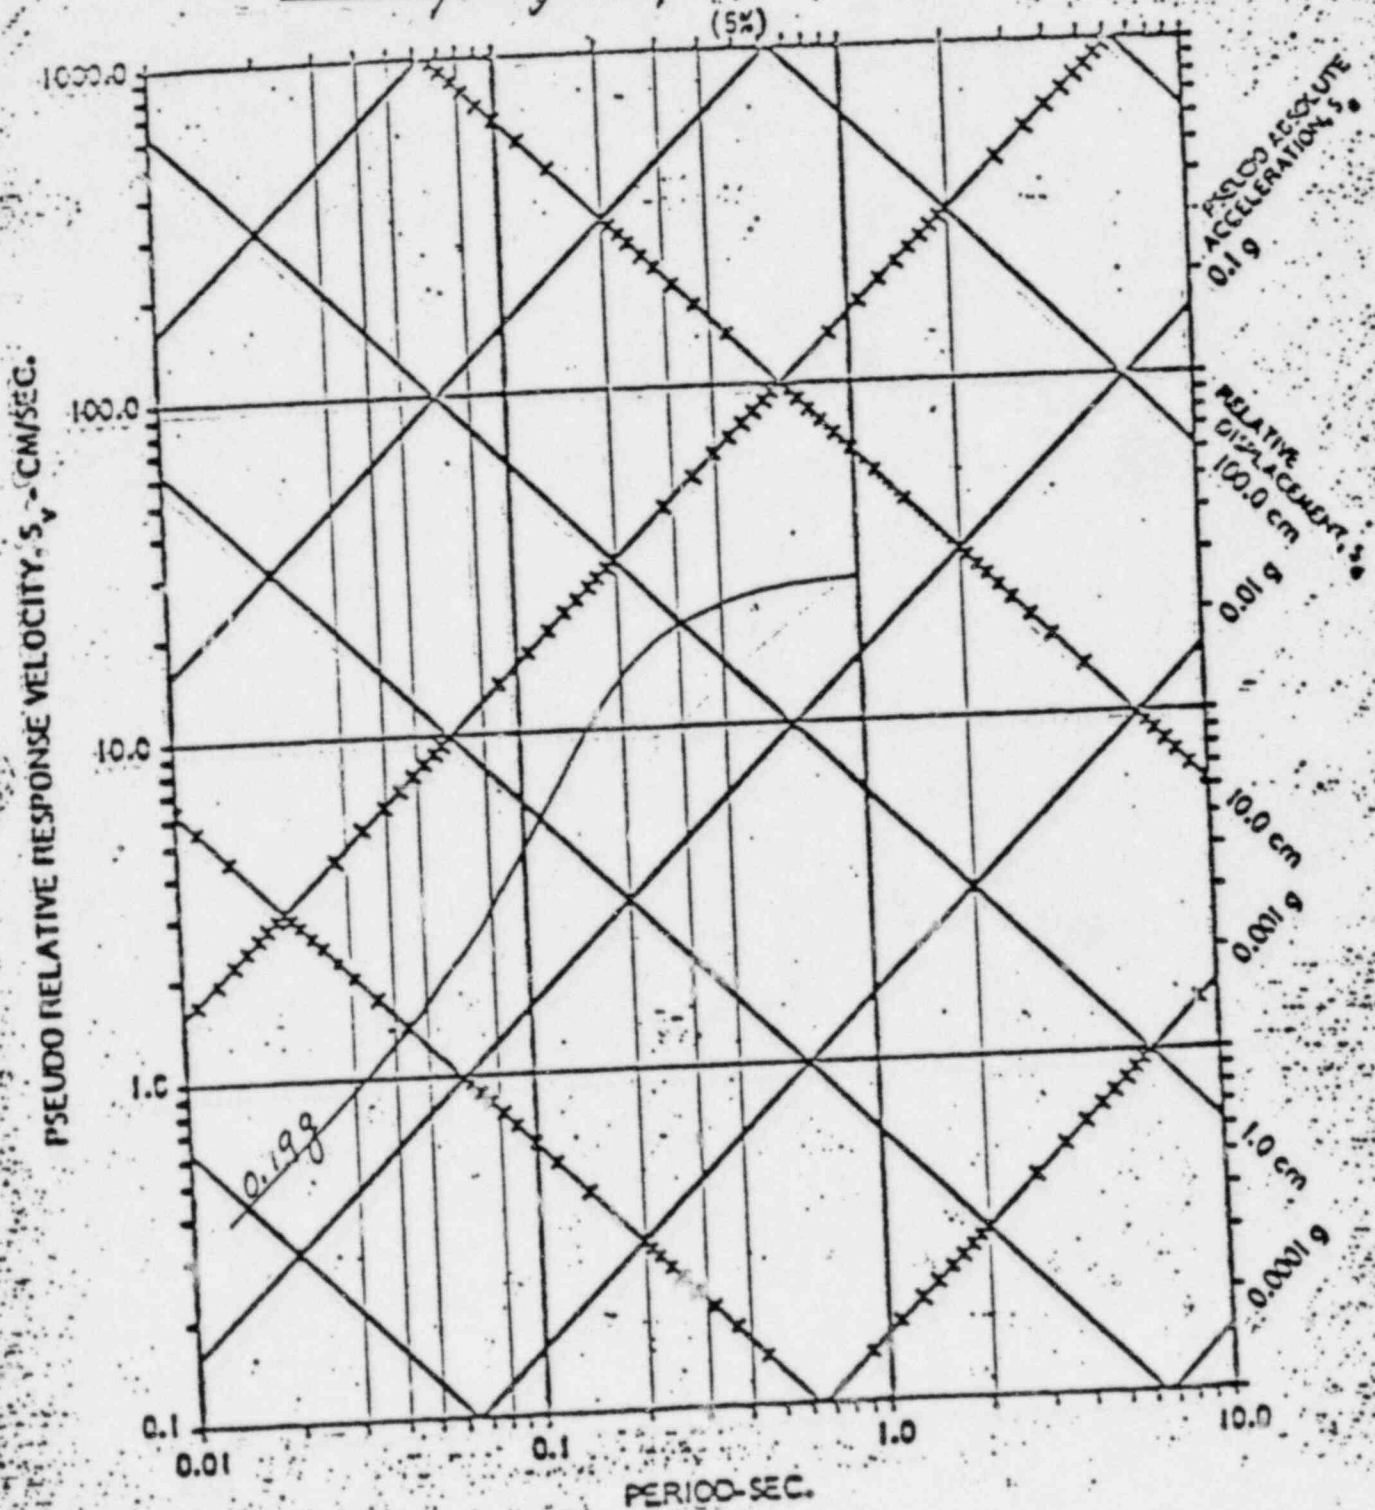 (5%)
1000.0
100.0
10.0
1.0
0.1
PSEUDO RELATIVE RESPONSE VELOCITY, Sv - CM/SEC.
0.01
0.1
1.0
10.0
PERIOD-SEC.
PSEUDO ABSOLUTE
ACCELERATION, S
0.1 g
RELATIVE
DISPLACEMENT, S
100.0 cm
0.01 g
10.0 cm
0.001 g
1.0 cm
0.0001 g
0.19g